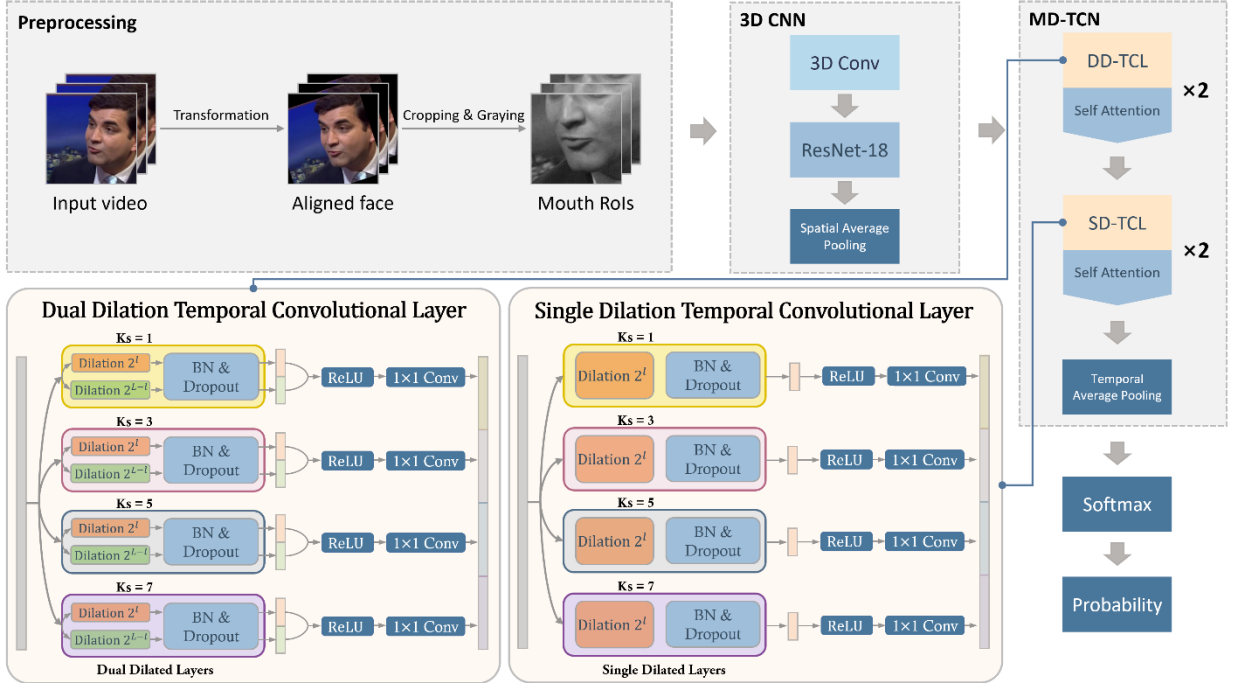 Preprocessing
Transformation
Cropping & Graying
Input video
Aligned face
Mouth RoIs
3D CNN
3D Conv
ResNet-18
Spatial Average
Pooling
MD-TCN
DD-TCL
Self Attention
×2
SD-TCL
Self Attention
×2
Temporal
Average Pooling
Softmax
Probability
Dual Dilation Temporal Convolutional Layer
Ks = 1
Dilation 2^l
Dilation 2^{L-l}
BN &
Dropout
ReLU
1×1 Conv
Ks = 3
Dilation 2^l
Dilation 2^{L-l}
BN &
Dropout
ReLU
1×1 Conv
Ks = 5
Dilation 2^l
Dilation 2^{L-l}
BN &
Dropout
ReLU
1×1 Conv
Ks = 7
Dilation 2^l
Dilation 2^{L-l}
BN &
Dropout
ReLU
1×1 Conv
Dual Dilated Layers
Single Dilation Temporal Convolutional Layer
Ks = 1
Dilation 2^l
BN &
Dropout
ReLU
1×1 Conv
Ks = 3
Dilation 2^l
BN &
Dropout
ReLU
1×1 Conv
Ks = 5
Dilation 2^l
BN &
Dropout
ReLU
1×1 Conv
Ks = 7
Dilation 2^l
BN &
Dropout
ReLU
1×1 Conv
Single Dilated Layers